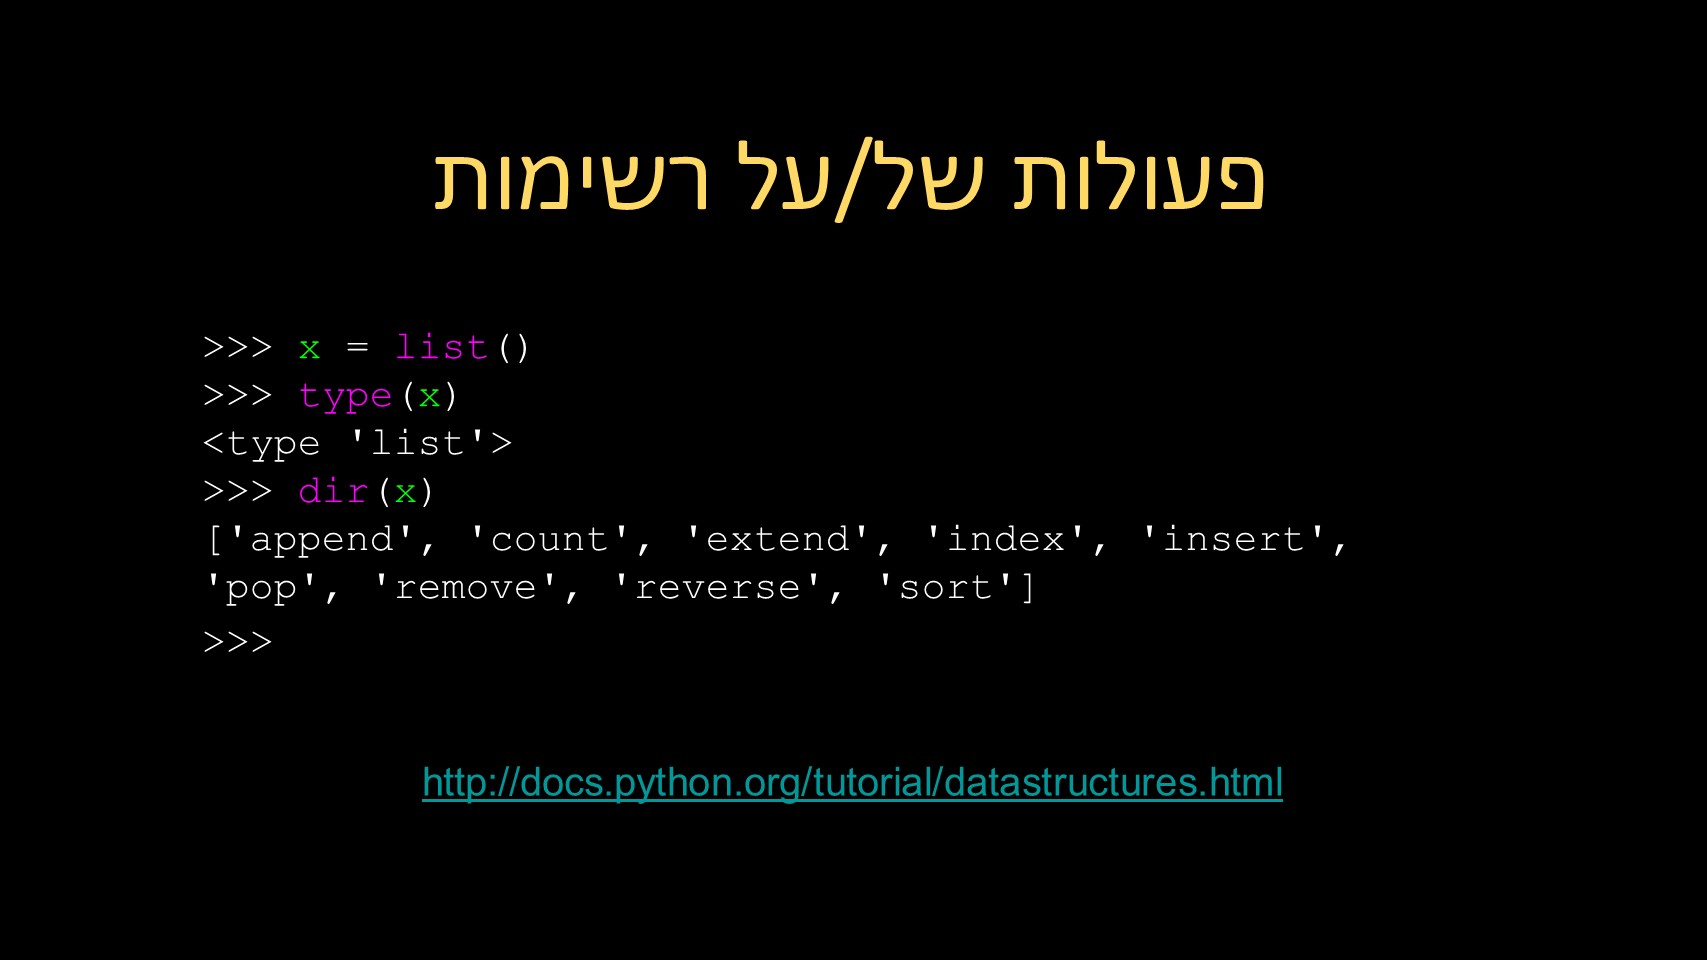 פעולות של/על רשימות
>>> x = list()
>>> type(x)
<type 'list'>
>>> dir(x)
['append', 'count', 'extend', 'index', 'insert',
'pop', 'remove', 'reverse', 'sort']
>>>
http://docs.python.org/tutorial/datastructures.html